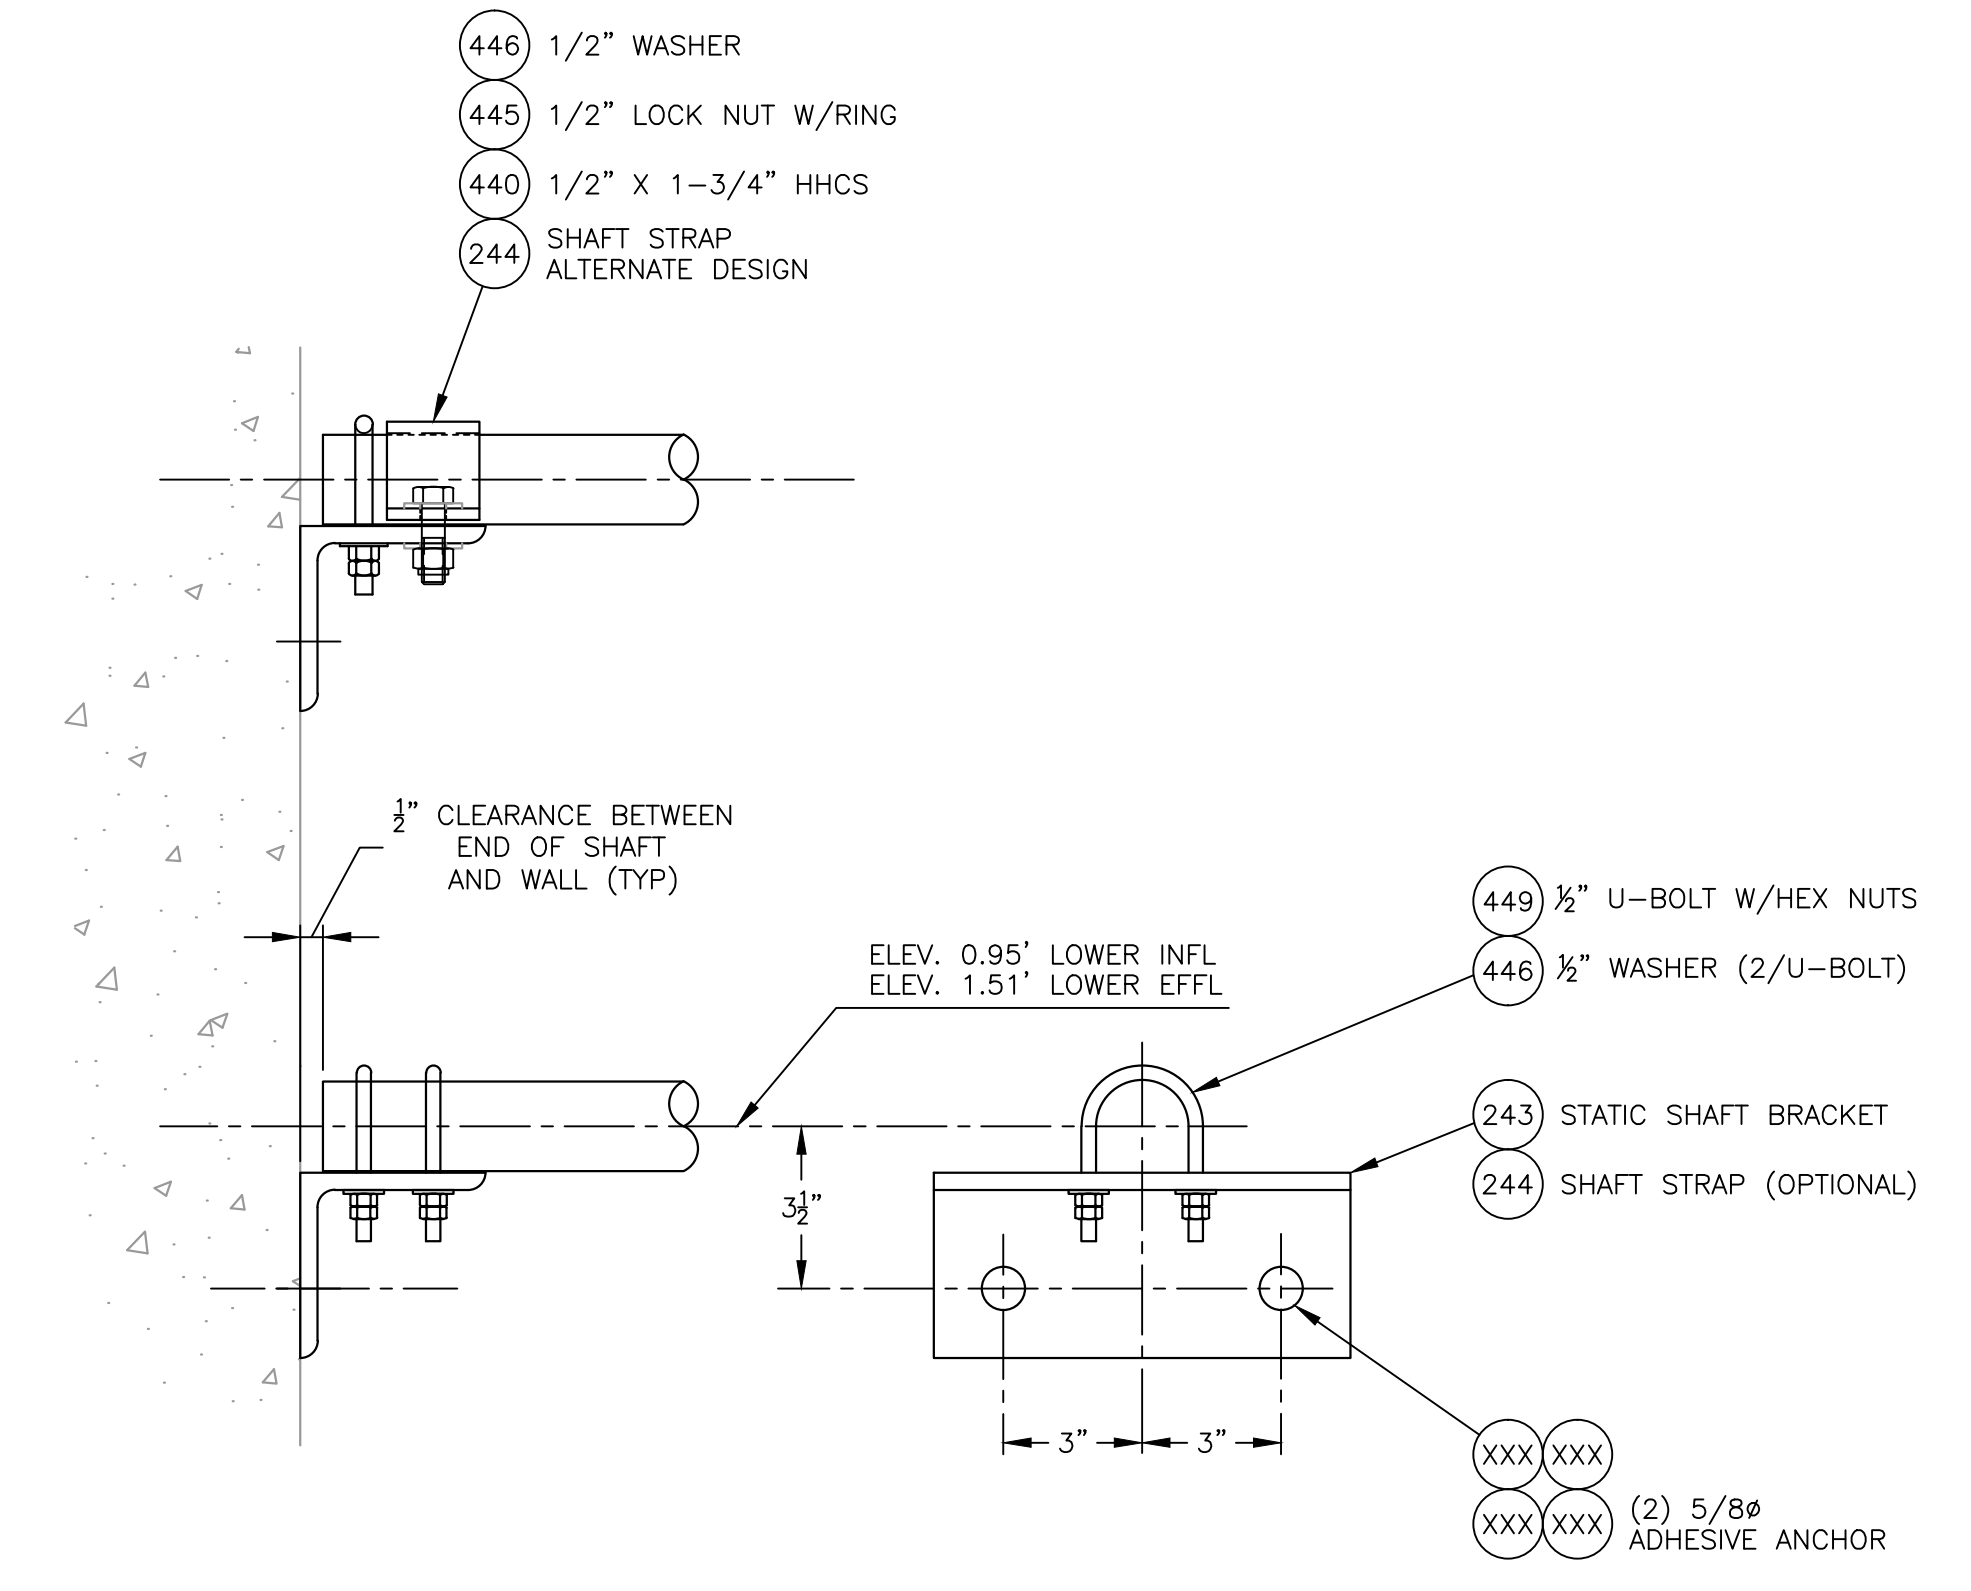 446 1/2" WASHER
445 1/2" LOCK NUT W/RING
440 1/2" X 1-3/4" HHCS
244 SHAFT STRAP
ALTERNATE DESIGN
½" CLEARANCE BETWEEN
END OF SHAFT
AND WALL (TYP)
ELEV. 0.95' LOWER INFL
ELEV. 1.51' LOWER EFFL
449 ½" U-BOLT W/HEX NUTS
446 ½" WASHER (2/U-BOLT)
243 STATIC SHAFT BRACKET
244 SHAFT STRAP (OPTIONAL)
3½"
3" 3"
XXX XXX
XXX XXX (2) 5/8ø
ADHESIVE ANCHOR